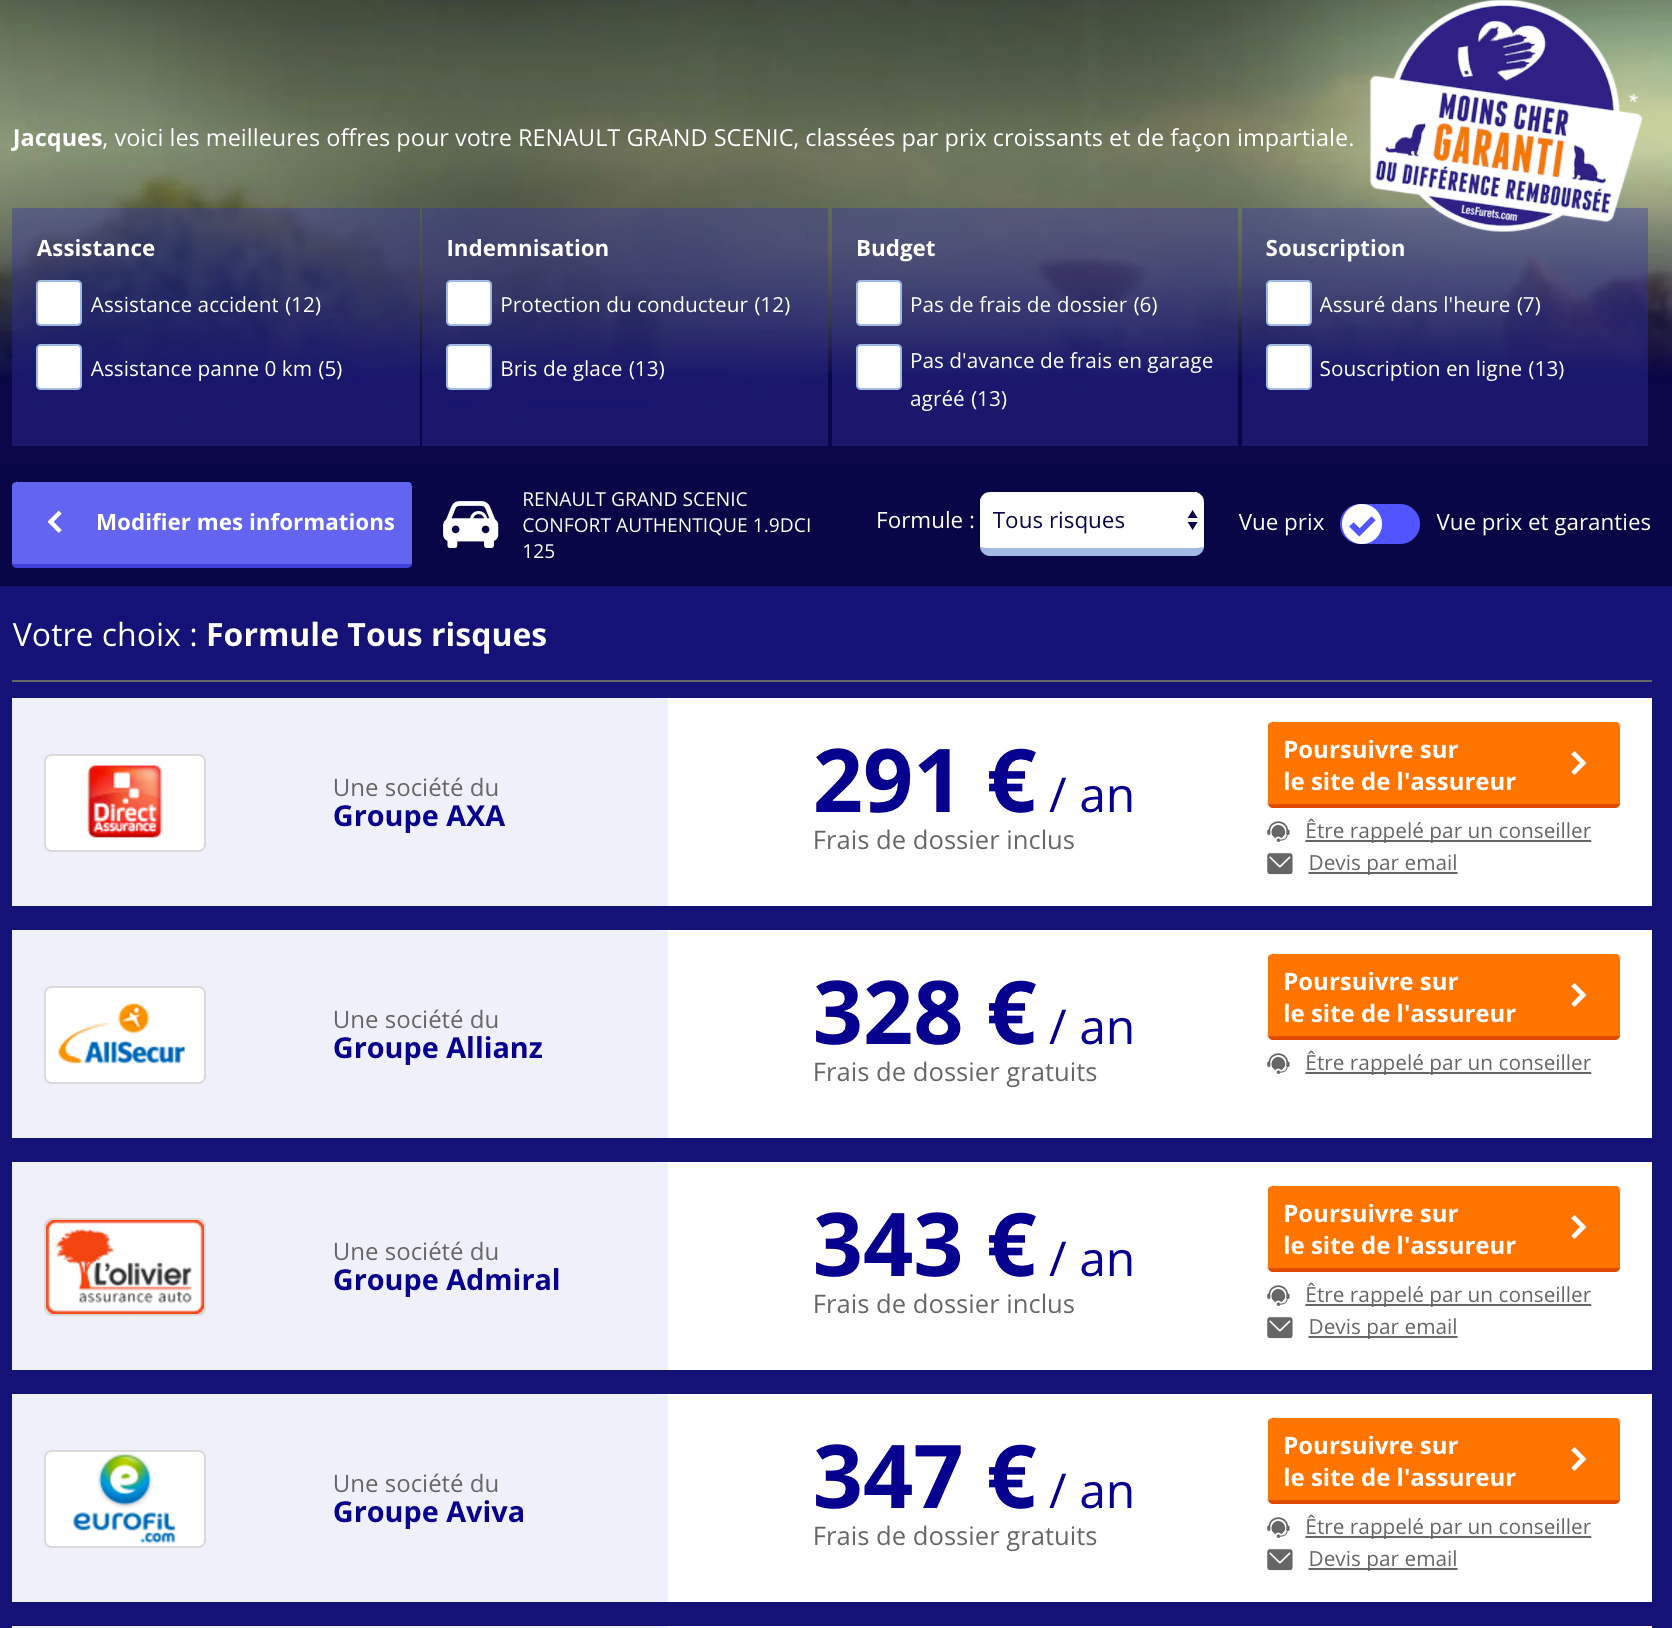 MOINS CHER
GARANTI
OU DIFFÉRENCE REMBOURSÉE
LesFurets.com
*
Jacques, voici les meilleures offres pour votre RENAULT GRAND SCENIC, classées par prix croissants et de façon impartiale.
Assistance
Assistance accident (12)
Assistance panne 0 km (5)
Indemnisation
Protection du conducteur (12)
Bris de glace (13)
Budget
Pas de frais de dossier (6)
Pas d'avance de frais en garage
agréé (13)
Souscription
Assuré dans l'heure (7)
Souscription en ligne (13)
Modifier mes informations
RENAULT GRAND SCENIC
CONFORT AUTHENTIQUE 1.9DCI
125
Formule : Tous risques
Vue prix
Vue prix et garanties
Votre choix : Formule Tous risques
Direct
Assurance
Une société du
Groupe AXA
291 € / an
Frais de dossier inclus
Poursuivre sur
le site de l'assureur
Être rappelé par un conseiller
Devis par email
AllSecur
Une société du
Groupe Allianz
328 € / an
Frais de dossier gratuits
Poursuivre sur
le site de l'assureur
Être rappelé par un conseiller
L'olivier
assurance auto
Une société du
Groupe Admiral
343 € / an
Frais de dossier inclus
Poursuivre sur
le site de l'assureur
Être rappelé par un conseiller
Devis par email
e
eurofil
.com
Une société du
Groupe Aviva
347 € / an
Frais de dossier gratuits
Poursuivre sur
le site de l'assureur
Être rappelé par un conseiller
Devis par email